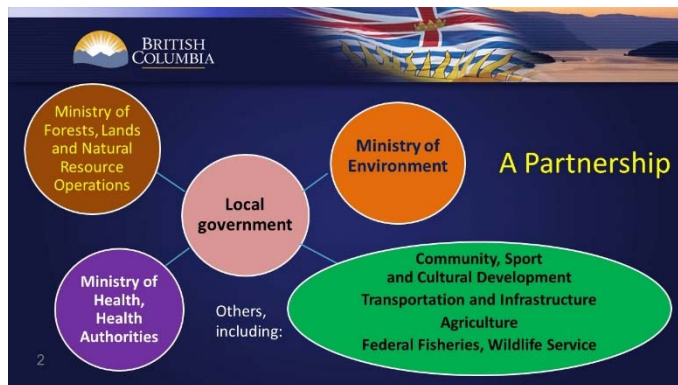 BRITISH
COLUMBIA
Ministry of
Forests, Lands
and Natural
Resource
Operations
Ministry of
Environment
A Partnership
Local
government
Ministry of
Health,
Health
Authorities
Others,
including:
Community, Sport
and Cultural Development
Transportation and Infrastructure
Agriculture
Federal Fisheries, Wildlife Service
2